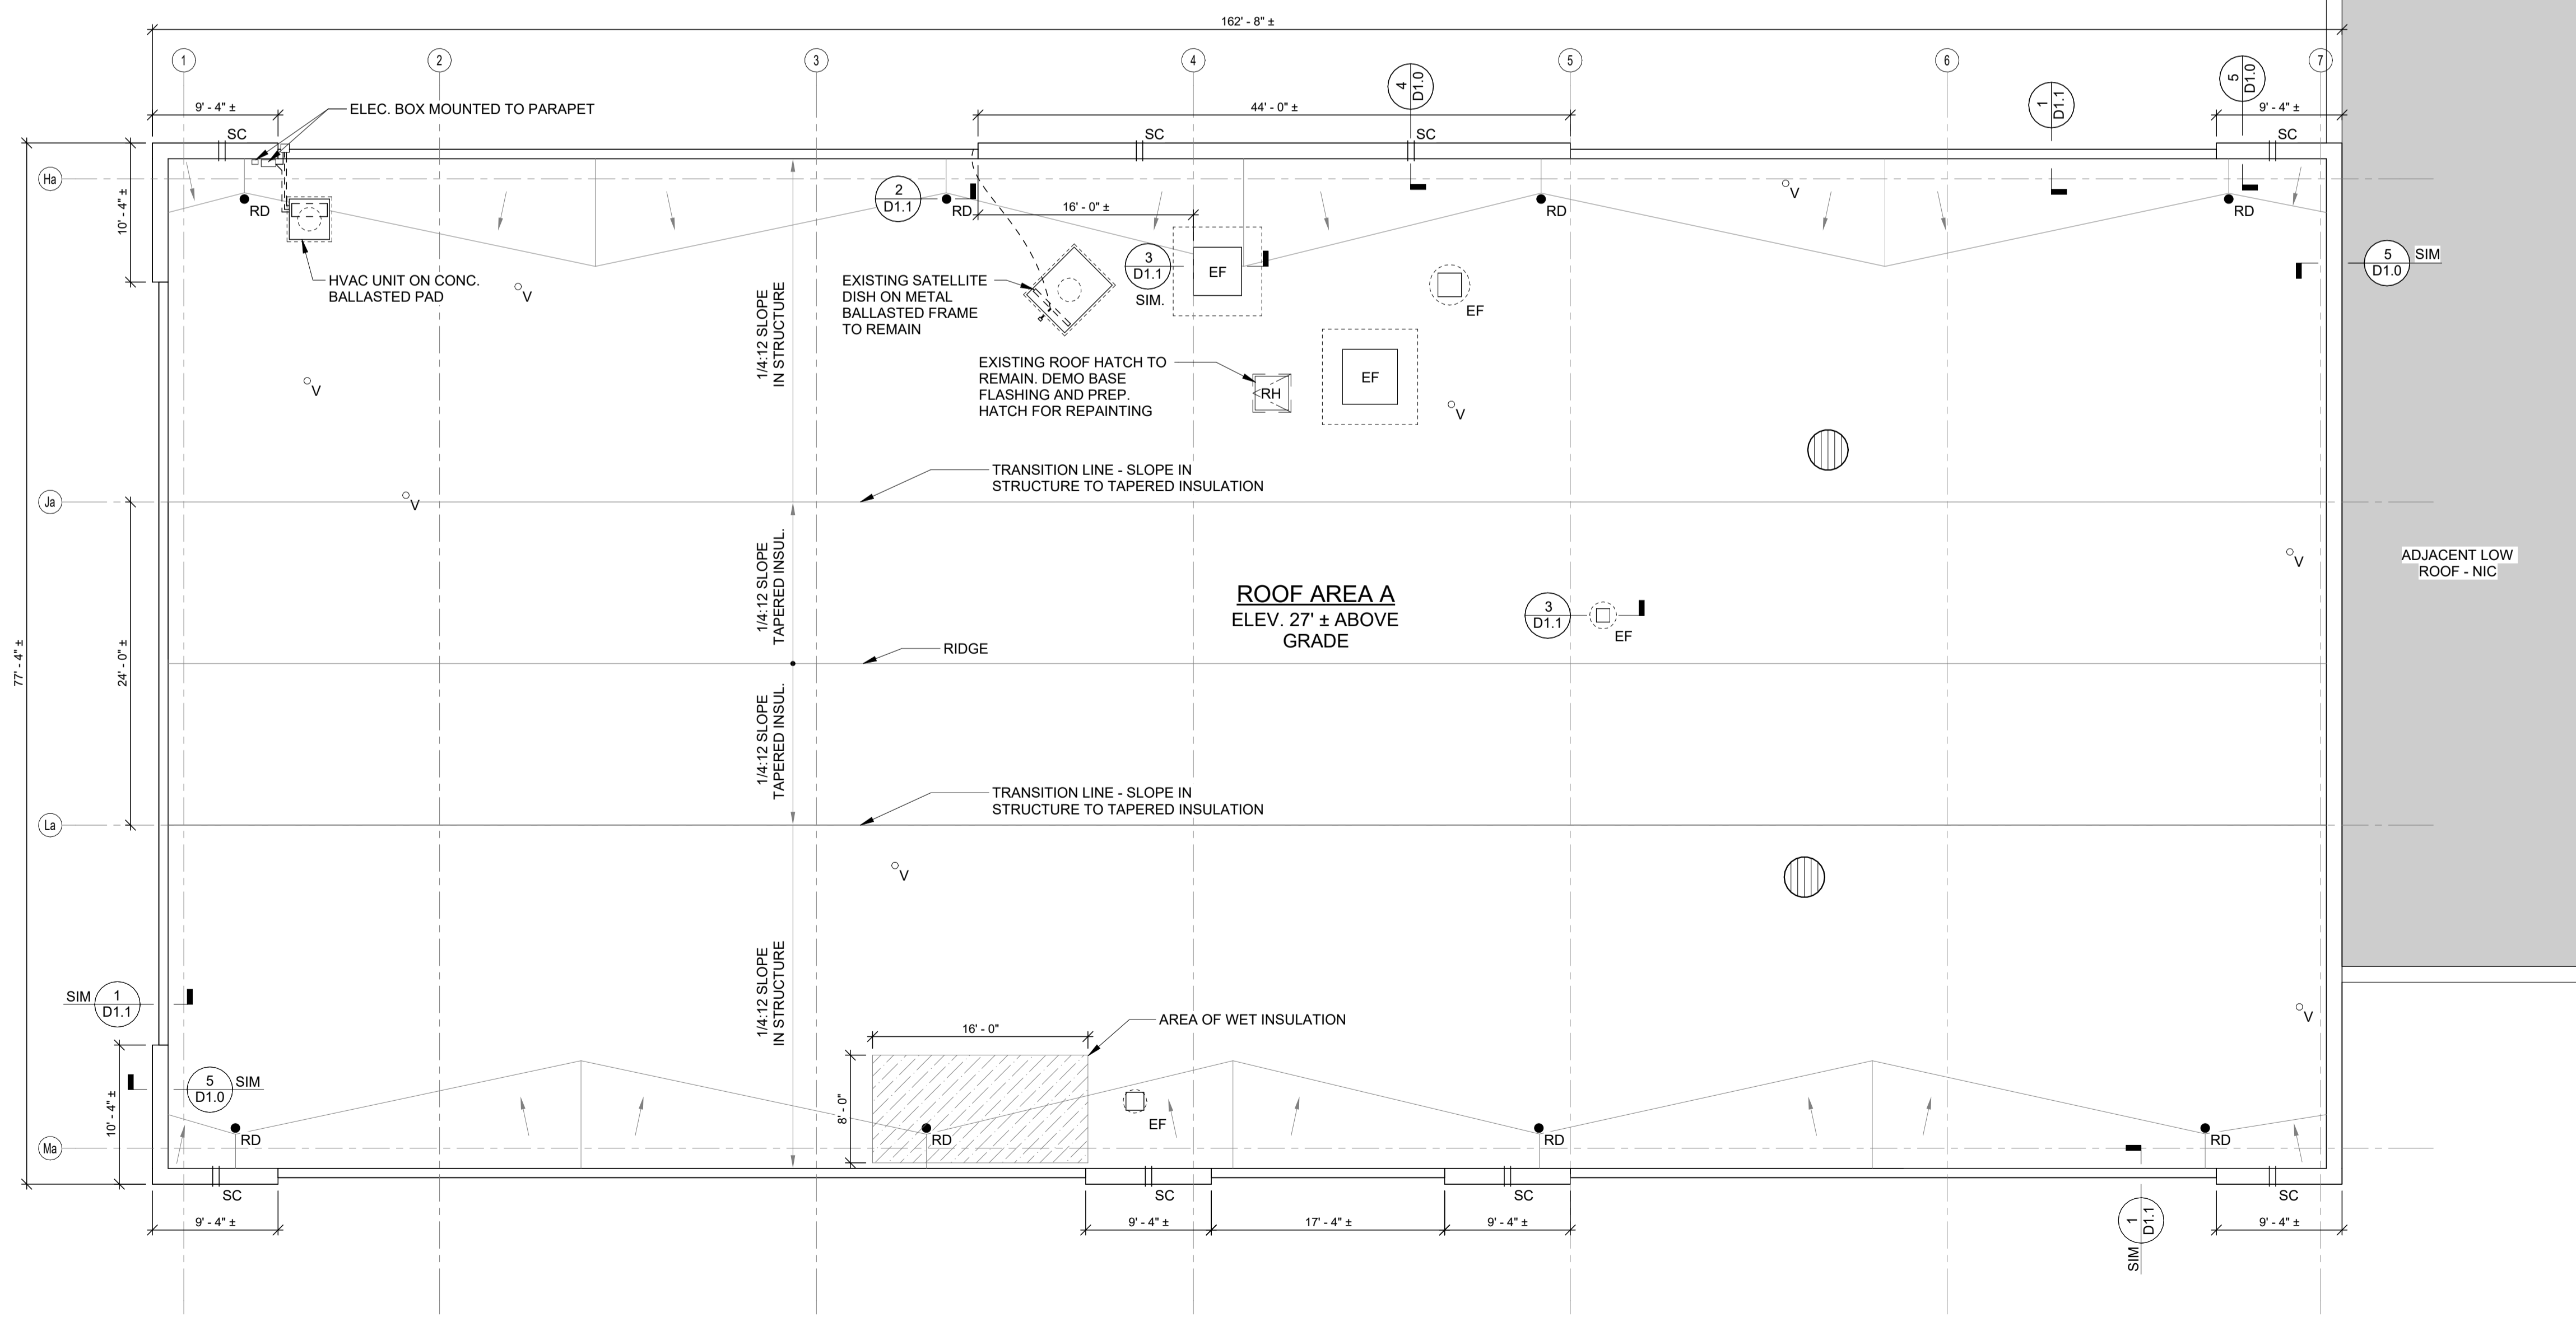 162' - 8" ±
1
2
3
4
5
6
7
4
D1.0
5
D1.0
1
D1.1
9' - 4" ±
ELEC. BOX MOUNTED TO PARAPET
44' - 0" ±
9' - 4" ±
SC
SC
SC
SC
Ha
10' - 4" ±
RD
2
D1.1
RD
16' - 0" ±
RD
V
RD
HVAC UNIT ON CONC.
BALLASTED PAD
V
1/4:12 SLOPE
IN STRUCTURE
EXISTING SATELLITE
DISH ON METAL
BALLASTED FRAME
TO REMAIN
3
D1.1
SIM.
EF
EF
5
D1.0
SIM
V
EXISTING ROOF HATCH TO
REMAIN. DEMO BASE
FLASHING AND PREP.
HATCH FOR REPAINTING
RH
EF
V
Ja
V
TRANSITION LINE - SLOPE IN
STRUCTURE TO TAPERED INSULATION
1/4:12 SLOPE
TAPERED INSUL.
V
ADJACENT LOW
ROOF - NIC
ROOF AREA A
ELEV. 27' ± ABOVE
GRADE
3
D1.1
EF
77' - 4" ±
24' - 0" ±
RIDGE
1/4:12 SLOPE
TAPERED INSUL.
TRANSITION LINE - SLOPE IN
STRUCTURE TO TAPERED INSULATION
La
V
1/4:12 SLOPE
IN STRUCTURE
SIM
1
D1.1
V
16' - 0"
AREA OF WET INSULATION
5
D1.0
SIM
10' - 4" ±
8' - 0"
EF
RD
RD
RD
RD
Ma
SC
SC
SC
SC
9' - 4" ±
9' - 4" ±
17' - 4" ±
9' - 4" ±
9' - 4" ±
1
D1.1
SIM